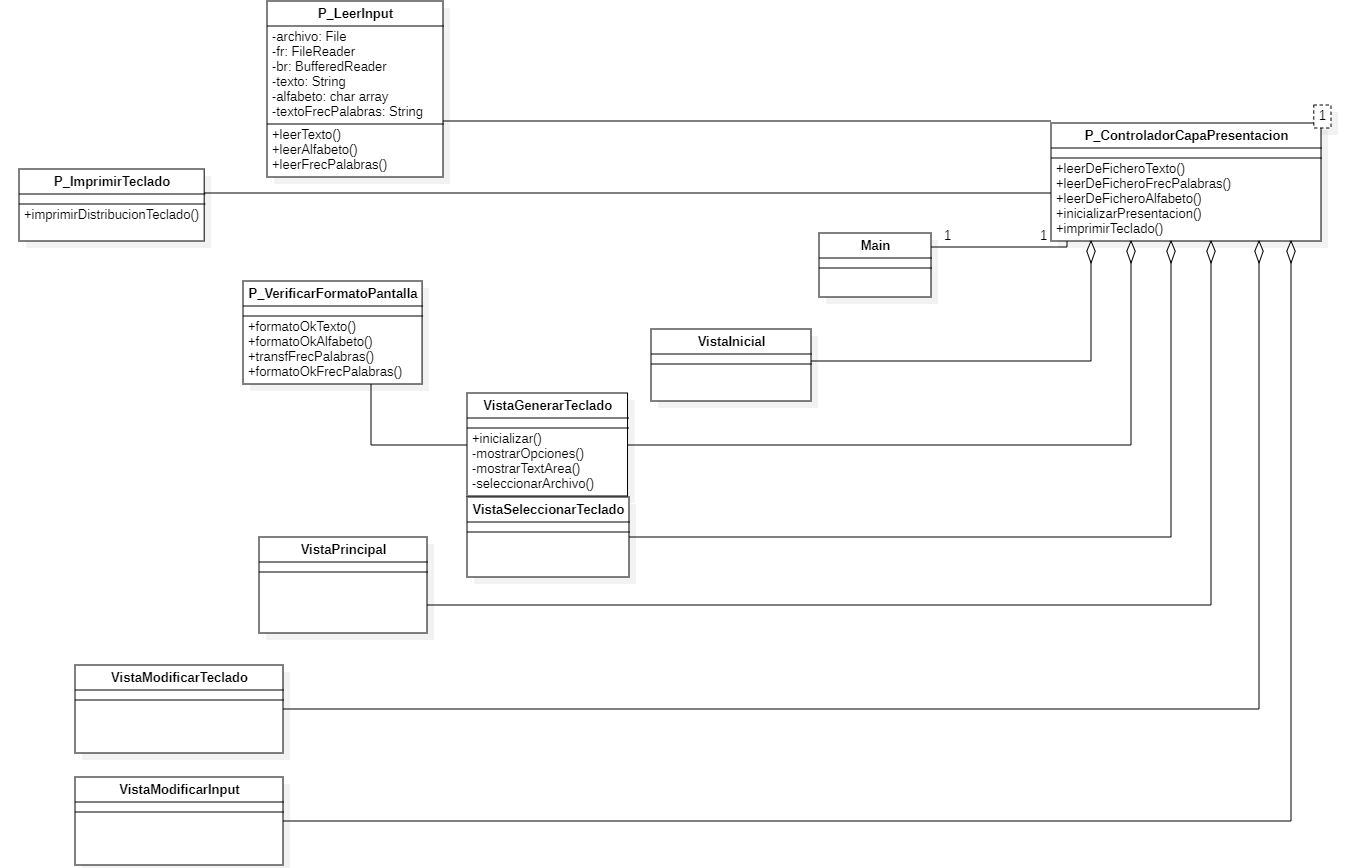 P_LeerInput
-archivo: File
-fr: FileReader
-br: BufferedReader
-texto: String
-alfabeto: char array
-textoFrecPalabras: String
+leerTexto()
+leerAlfabeto()
+leerFrecPalabras()
1
P_ControladorCapaPresentacion
+leerDeFicheroTexto()
+leerDeFicheroFrecPalabras()
+leerDeFicheroAlfabeto()
+inicializarPresentacion()
+imprimirTeclado()
P_ImprimirTeclado
+imprimirDistribucionTeclado()
1
1
Main
P_VerificarFormatoPantalla
+formatoOkTexto()
+formatoOkAlfabeto()
+transfFrecPalabras()
+formatoOkFrecPalabras()
VistaInicial
VistaGenerarTeclado
+inicializar()
-mostrarOpciones()
-mostrarTextArea()
-seleccionarArchivo()
VistaSeleccionarTeclado
VistaPrincipal
VistaModificarTeclado
VistaModificarInput